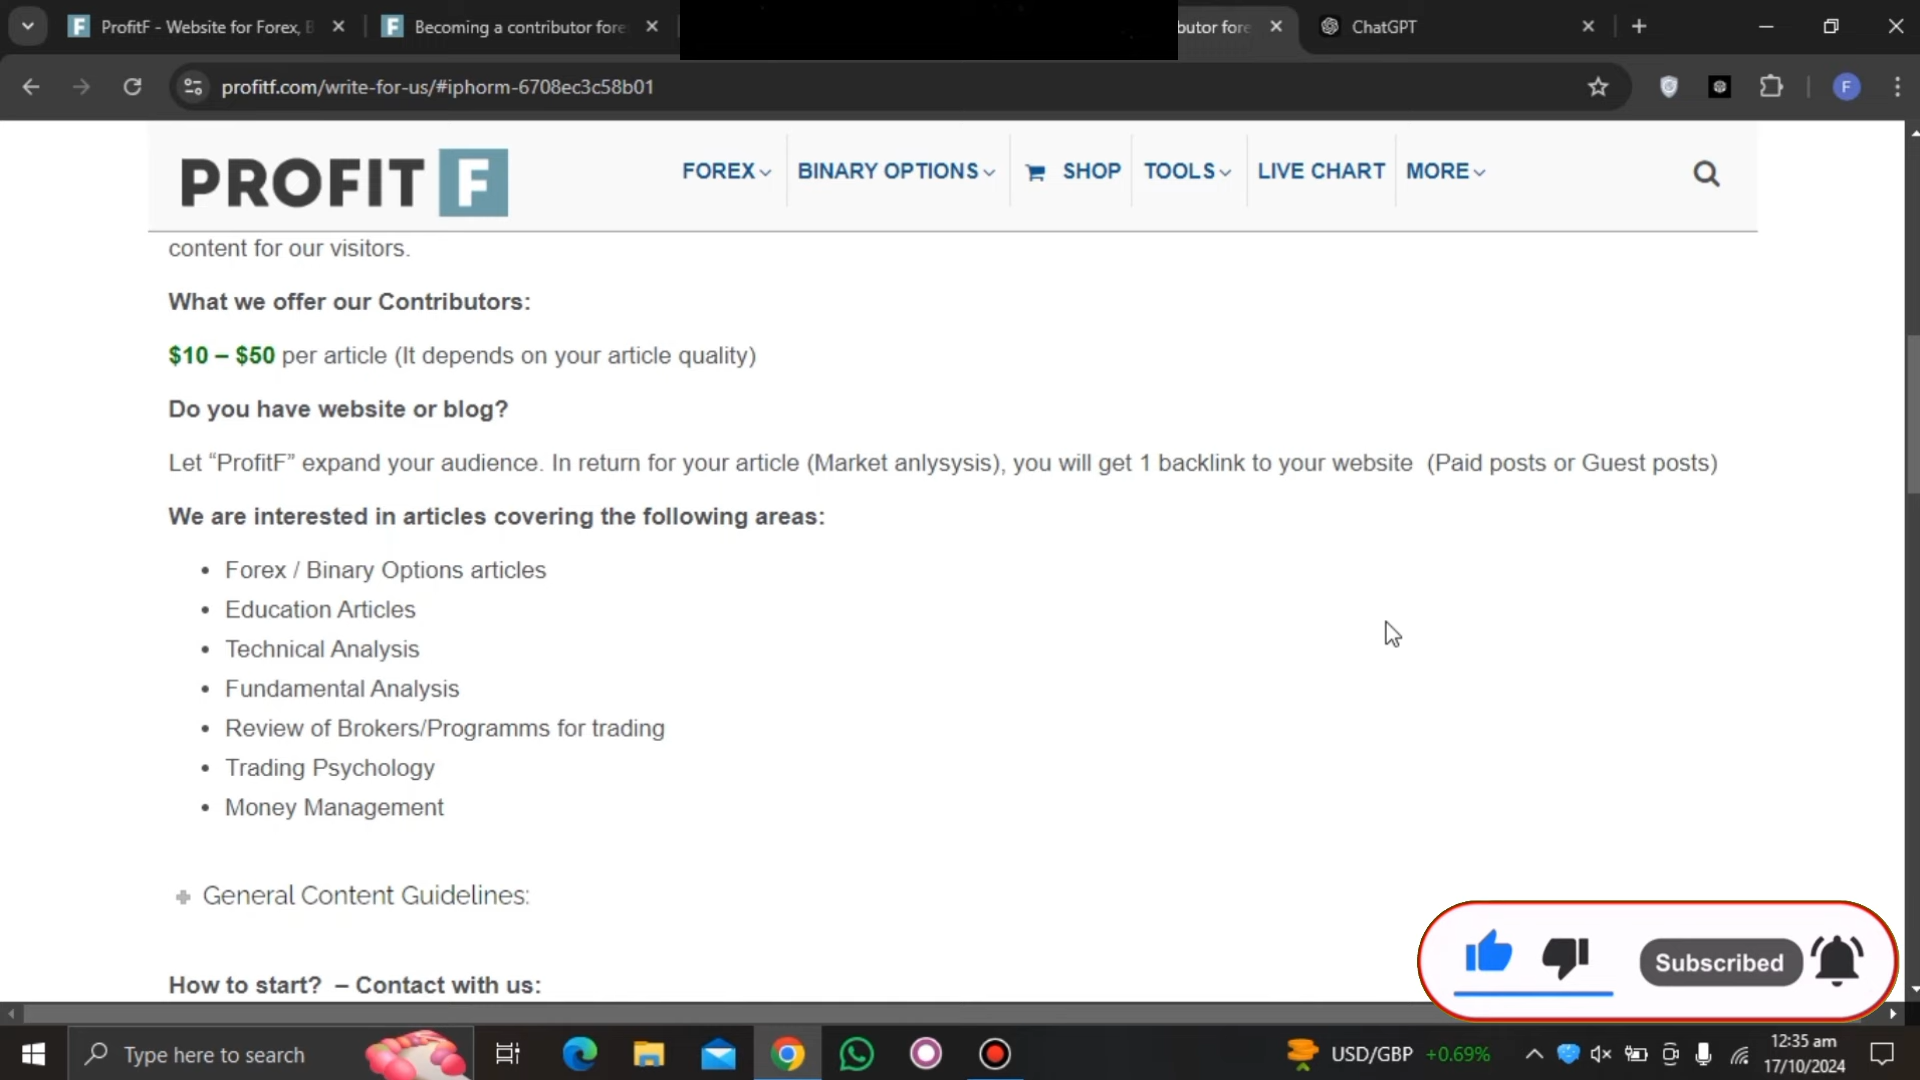 ProfitF - Website for Forex, B
Becoming a contributor fore
butor fore
ChatGPT
profitf.com/write-for-us/#iphorm-6708ec3c58b01
F
PROFIT F
FOREX
BINARY OPTIONS
SHOP
TOOLS
LIVE CHART
MORE
content for our visitors.
What we offer our Contributors:
$10 – $50 per article (It depends on your article quality)
Do you have website or blog?
Let “ProfitF” expand your audience. In return for your article (Market anlysysis), you will get 1 backlink to your website (Paid posts or Guest posts)
We are interested in articles covering the following areas:
• Forex / Binary Options articles
• Education Articles
• Technical Analysis
• Fundamental Analysis
• Review of Brokers/Programms for trading
• Trading Psychology
• Money Management
General Content Guidelines:
How to start? – Contact with us:
Subscribed
Type here to search
USD/GBP +0.69%
12:35 am
17/10/2024